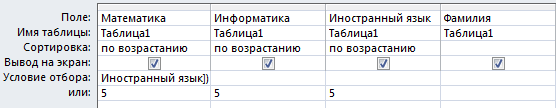 Поле: Математика Информатика Иностранный язык Фамилия
Имя таблицы: Таблица1 Таблица1 Таблица1 Таблица1
Сортировка: по возрастанию по возрастанию по возрастанию
Вывод на экран:
Условие отбора: Иностранный язык])
или: 5 5 5